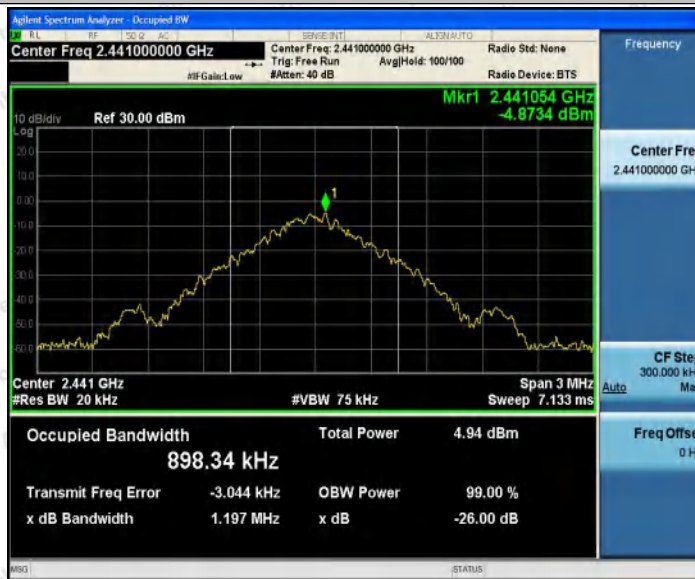 Agilent Spectrum Analyzer - Occupied BW
RL RF 50 Ω AC SENSE:INT ALIGNAUTO
Center Freq 2.441000000 GHz
Center Freq: 2.441000000 GHz Radio Std: None
Trig: Free Run Avg|Hold: 100/100
#IFGain:Low #Atten: 40 dB Radio Device: BTS
Frequency
Mkr1 2.441054 GHz
-4.8734 dBm
10 dB/div Ref 30.00 dBm
Log
20.0
10.0
0.00
-10.0
-20.0
-30.0
-40.0
-50.0
-60.0
1
Center 2.441 GHz Span 3 MHz
#Res BW 20 kHz #VBW 75 kHz Sweep 7.133 ms
Center Fre
2.441000000 GH
CF Ste
300.000 kH
Auto Ma
Freq Offse
0 H
Occupied Bandwidth Total Power 4.94 dBm
898.34 kHz
Transmit Freq Error -3.044 kHz OBW Power 99.00 %
x dB Bandwidth 1.197 MHz x dB -26.00 dB
MSG STATUS